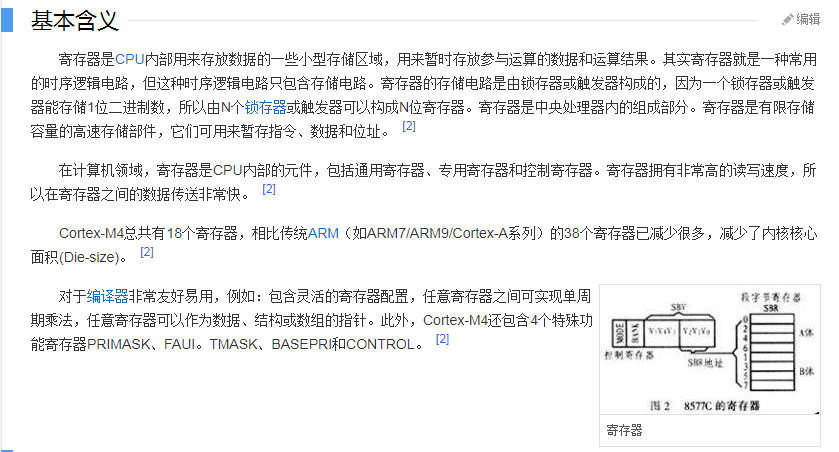 基本含义
编辑
寄存器是CPU内部用来存放数据的一些小型存储区域，用来暂时存放参与运算的数据和运算结果。其实寄存器就是一种常用
的时序逻辑电路，但这种时序逻辑电路只包含存储电路。寄存器的存储电路是由锁存器或触发器构成的，因为一个锁存器或触发
器能存储1位二进制数，所以由N个锁存器或触发器可以构成N位寄存器。寄存器是中央处理器内的组成部分。寄存器是有限存储
容量的高速存储部件，它们可用来暂存指令、数据和位址。 [2]
在计算机领域，寄存器是CPU内部的元件，包括通用寄存器、专用寄存器和控制寄存器。寄存器拥有非常高的读写速度，所
以在寄存器之间的数据传送非常快。 [2]
Cortex-M4总共有18个寄存器，相比传统ARM（如ARM7/ARM9/Cortex-A系列）的38个寄存器已减少很多，减少了内核核心
面积(Die-size)。 [2]
对于编译器非常友好易用，例如：包含灵活的寄存器配置，任意寄存器之间可实现单周
期乘法，任意寄存器可以作为数据、结构或数组的指针。此外，Cortex-M4还包含4个特殊功
能寄存器PRIMASK、FAUI。TMASK、BASEPRI和CONTROL。 [2]
段字节寄存器
SBR
SBV
MODE
BANK
控制寄存器
SBR地址
0
2
4
6
1
3
5
7
A体
B体
图 2 8577C 的寄存器
寄存器